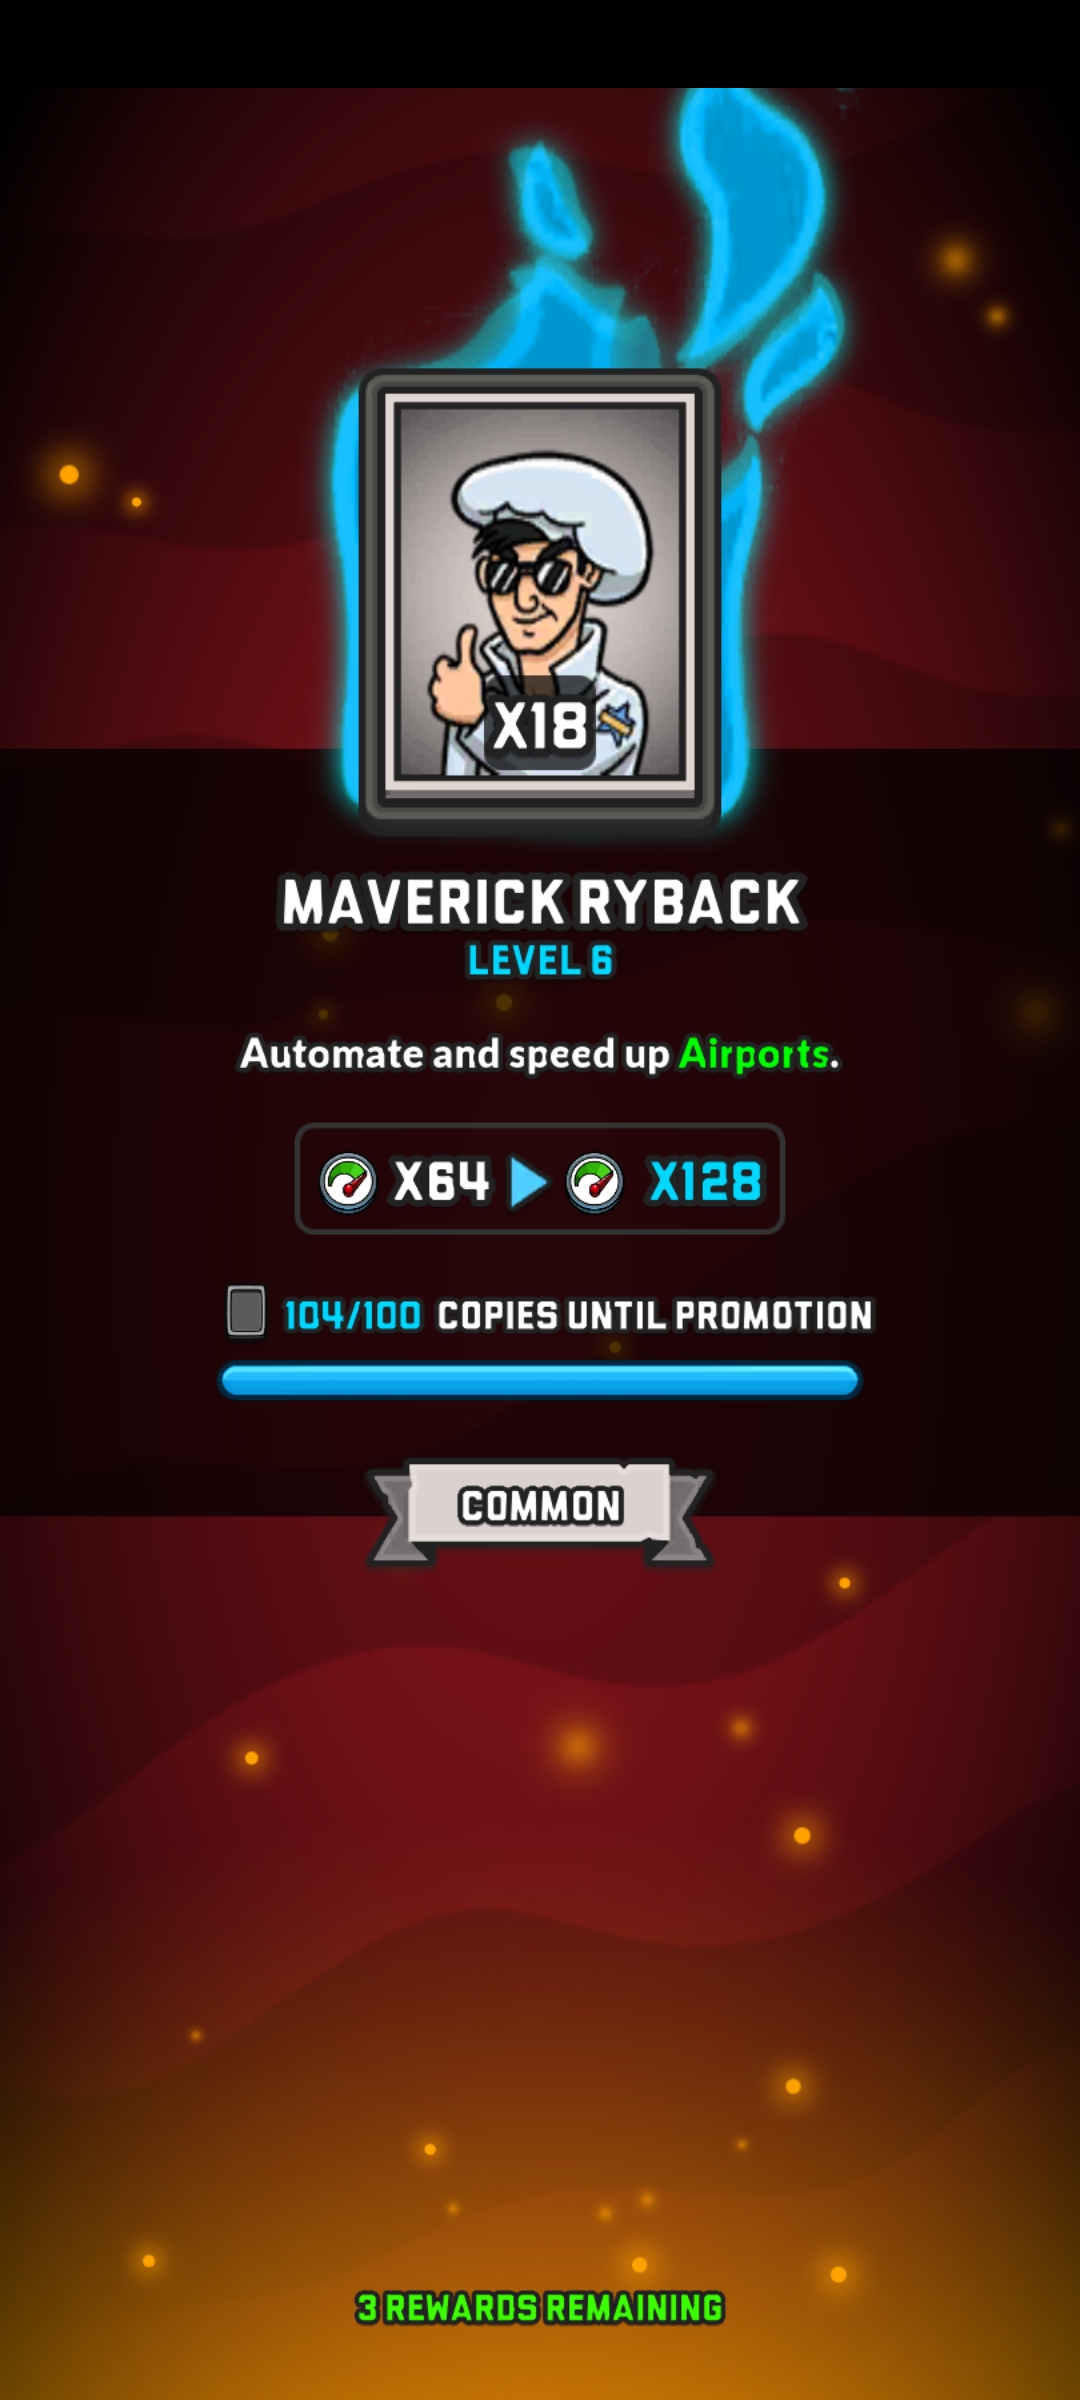 X18
MAVERICK RYBACK
LEVEL 6
Automate and speed up Airports.
X64 X128
104/100 COPIES UNTIL PROMOTION
COMMON
3 REWARDS REMAINING